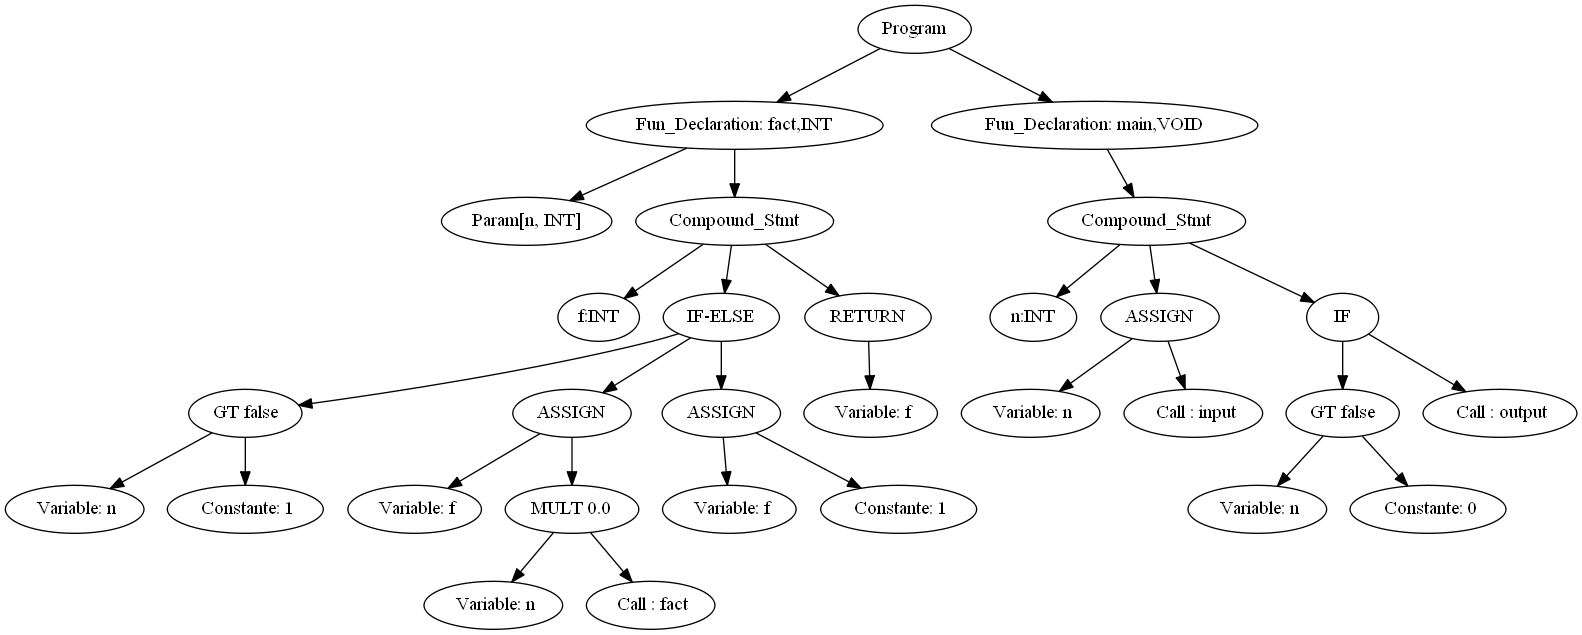 Program
Fun_Declaration: fact,INT
Fun_Declaration: main,VOID
Param[n, INT]
Compound_Stmt
Compound_Stmt
f:INT
IF-ELSE
RETURN
n:INT
ASSIGN
IF
GT false
ASSIGN
ASSIGN
Variable: f
Variable: n
Call : input
GT false
Call : output
Variable: n
Constante: 1
Variable: f
MULT 0.0
Variable: f
Constante: 1
Variable: n
Constante: 0
Variable: n
Call : fact